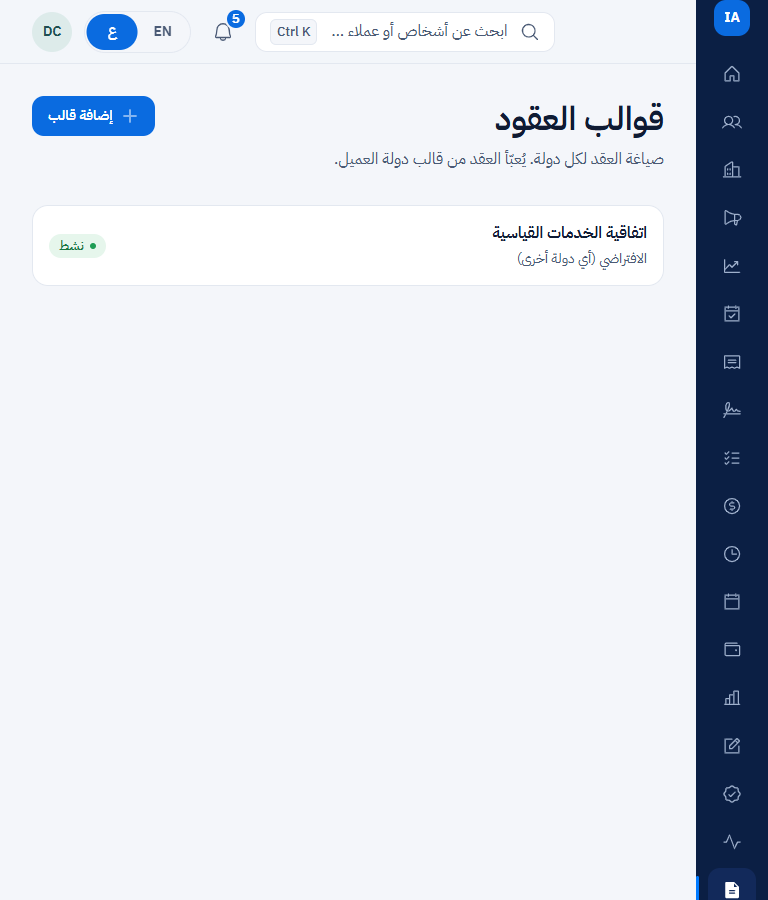 IA
ابحث عن أشخاص أو عملاء ...
Ctrl K
5
EN
ع
DC
قوالب العقود
إضافة قالب
صياغة العقد لكل دولة. يُعبّأ العقد من قالب دولة العميل.
اتفاقية الخدمات القياسية
نشط
الافتراضي (أي دولة أخرى)